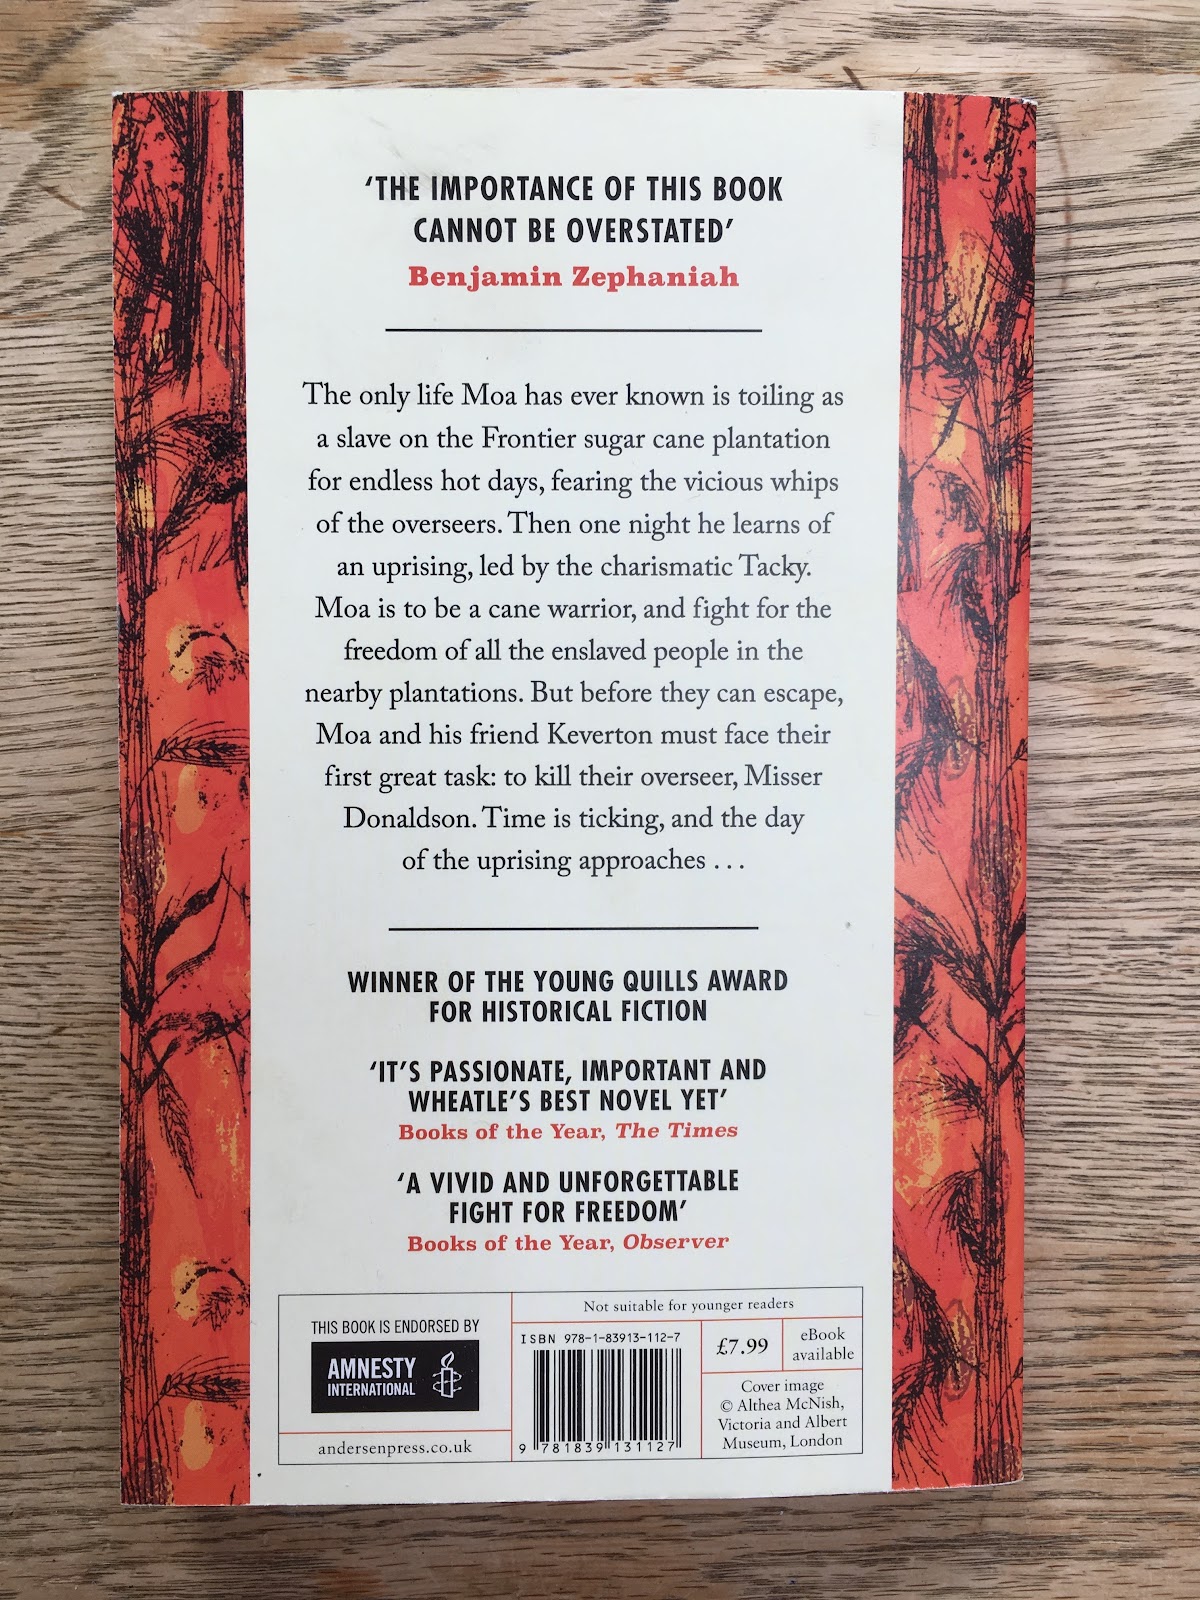 ‘THE IMPORTANCE OF THIS BOOK
CANNOT BE OVERSTATED’
Benjamin Zephaniah
The only life Moa has ever known is toiling as
a slave on the Frontier sugar cane plantation
for endless hot days, fearing the vicious whips
of the overseers. Then one night he learns of
an uprising, led by the charismatic Tacky.
Moa is to be a cane warrior, and fight for the
freedom of all the enslaved people in the
nearby plantations. But before they can escape,
Moa and his friend Keverton must face their
first great task: to kill their overseer, Misser
Donaldson. Time is ticking, and the day
of the uprising approaches . . .
WINNER OF THE YOUNG QUILLS AWARD
FOR HISTORICAL FICTION
‘IT’S PASSIONATE, IMPORTANT AND
WHEATLE’S BEST NOVEL YET’
Books of the Year, The Times
‘A VIVID AND UNFORGETTABLE
FIGHT FOR FREEDOM’
Books of the Year, Observer
THIS BOOK IS ENDORSED BY
AMNESTY
INTERNATIONAL
andersenpress.co.uk
Not suitable for younger readers
ISBN 978-1-83913-112-7
9 781839 131127
£7.99
eBook
available
Cover image
© Althea McNish,
Victoria and Albert
Museum, London